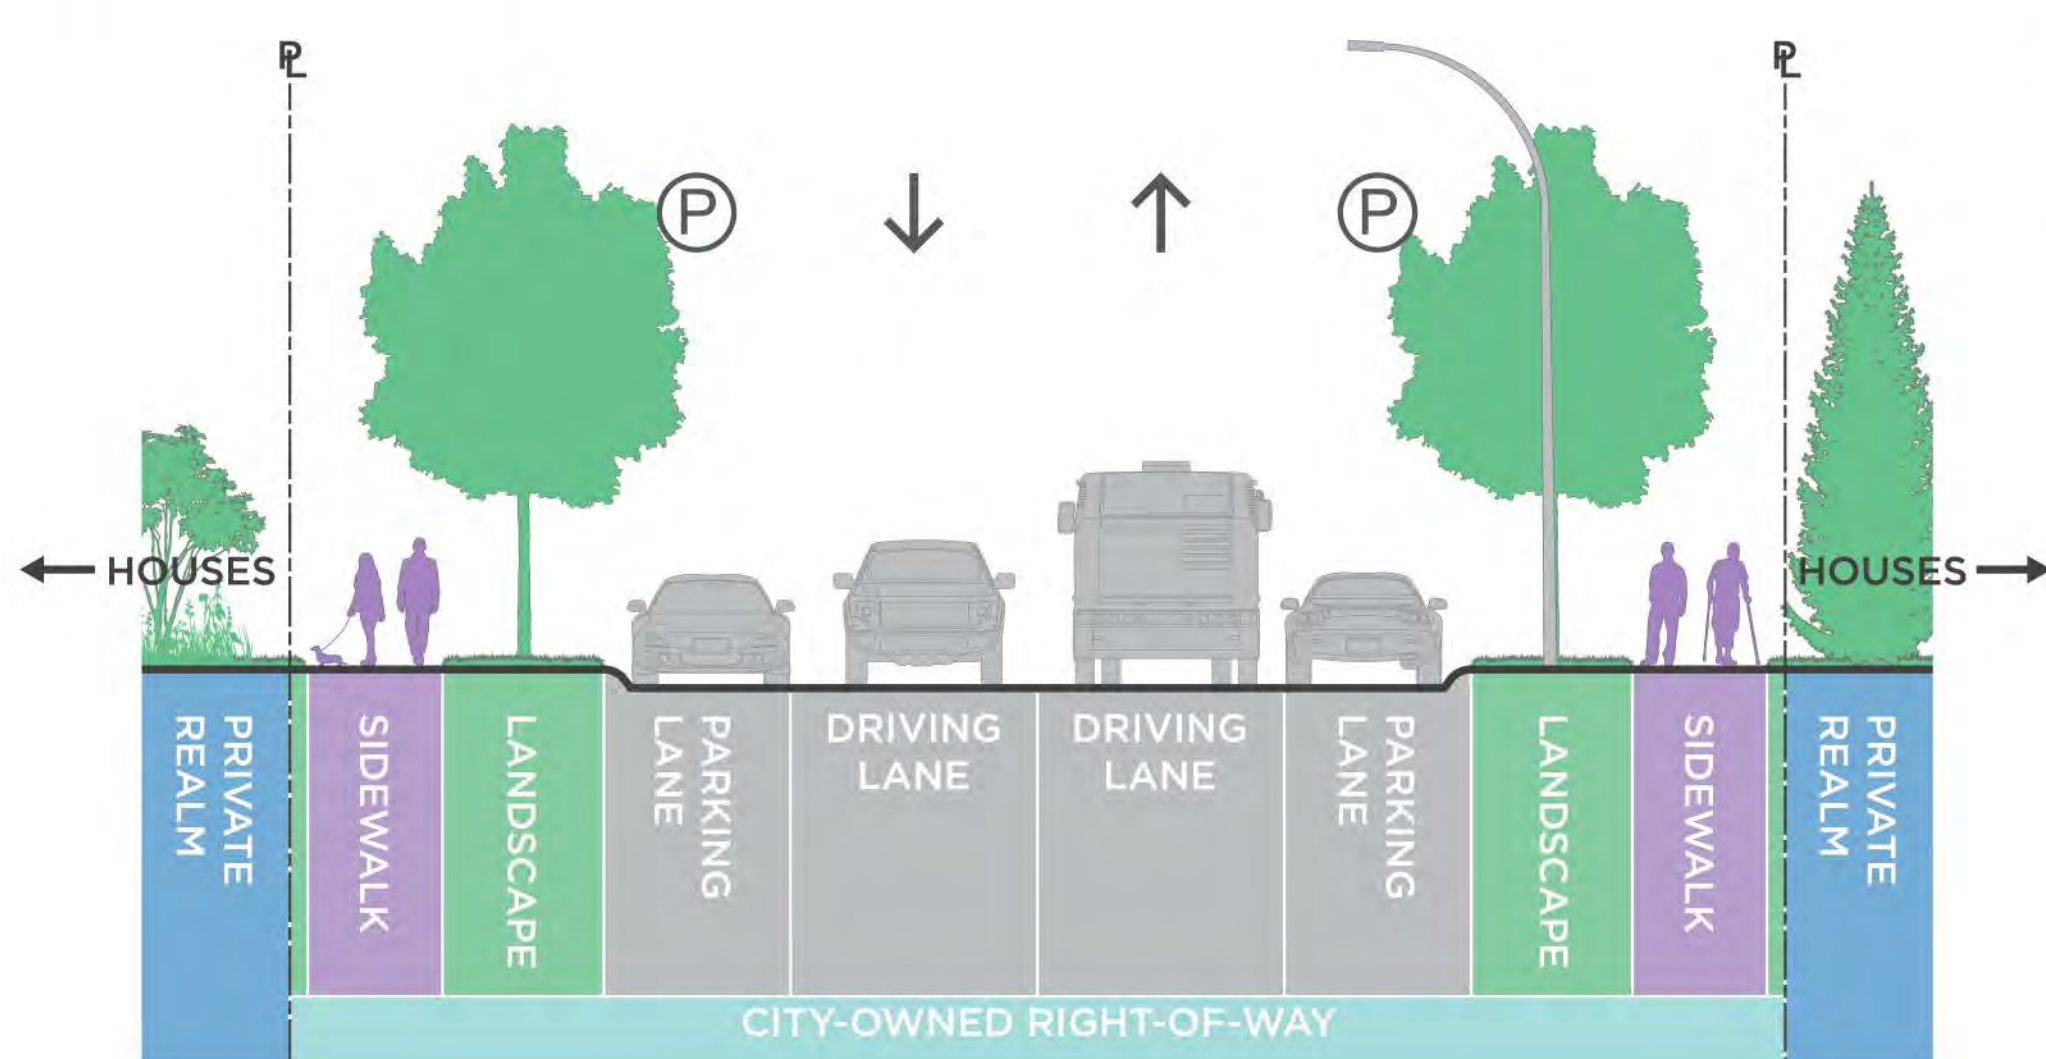 PL
PL
P
P
HOUSES
HOUSES
PRIVATE
REALM
SIDEWALK
LANDSCAPE
PARKING
LANE
DRIVING
LANE
DRIVING
LANE
PARKING
LANE
LANDSCAPE
SIDEWALK
PRIVATE
REALM
CITY-OWNED RIGHT-OF-WAY